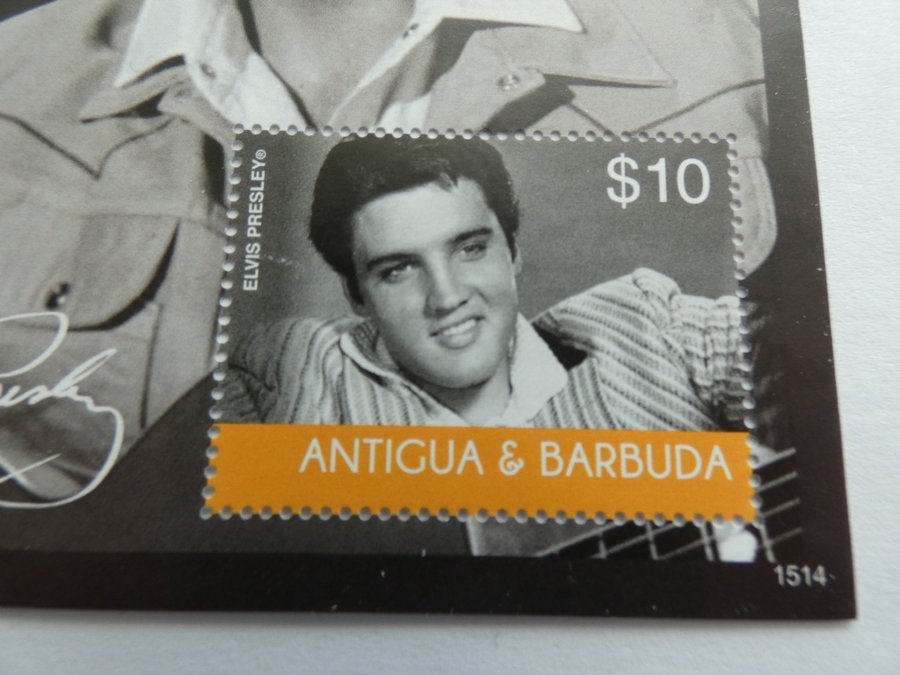 ELVIS PRESLEY®
$10
ANTIGUA & BARBUDA
1514